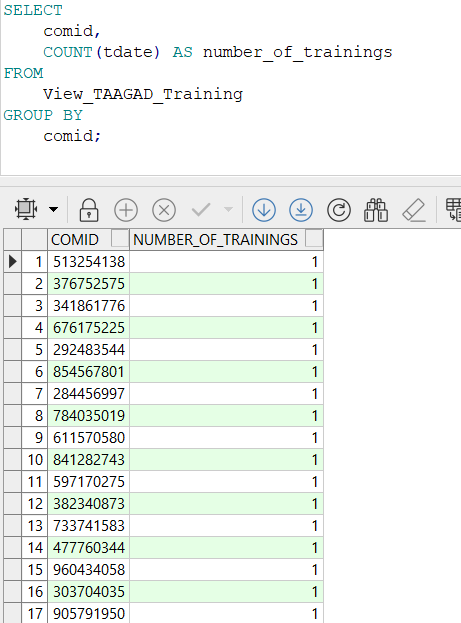 SELECT
comid,
COUNT(tdate) AS number_of_trainings
FROM
View_TAAGAD_Training
GROUP BY
comid;
COMID NUMBER_OF_TRAININGS
1 513254138 1
2 376752575 1
3 341861776 1
4 676175225 1
5 292483544 1
6 854567801 1
7 284456997 1
8 784035019 1
9 611570580 1
10 841282743 1
11 597170275 1
12 382340873 1
13 733741583 1
14 477760344 1
15 960434058 1
16 303704035 1
17 905791950 1